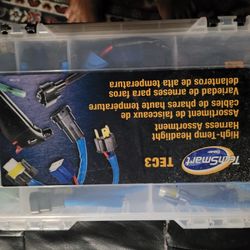 TechSmart
TEC3
High-Temp Headlight
Harness Assortment
Assortiment de faisceaux de
câbles de phares haute température
Variedad de arneses para faros
delanteros de alta temperatura